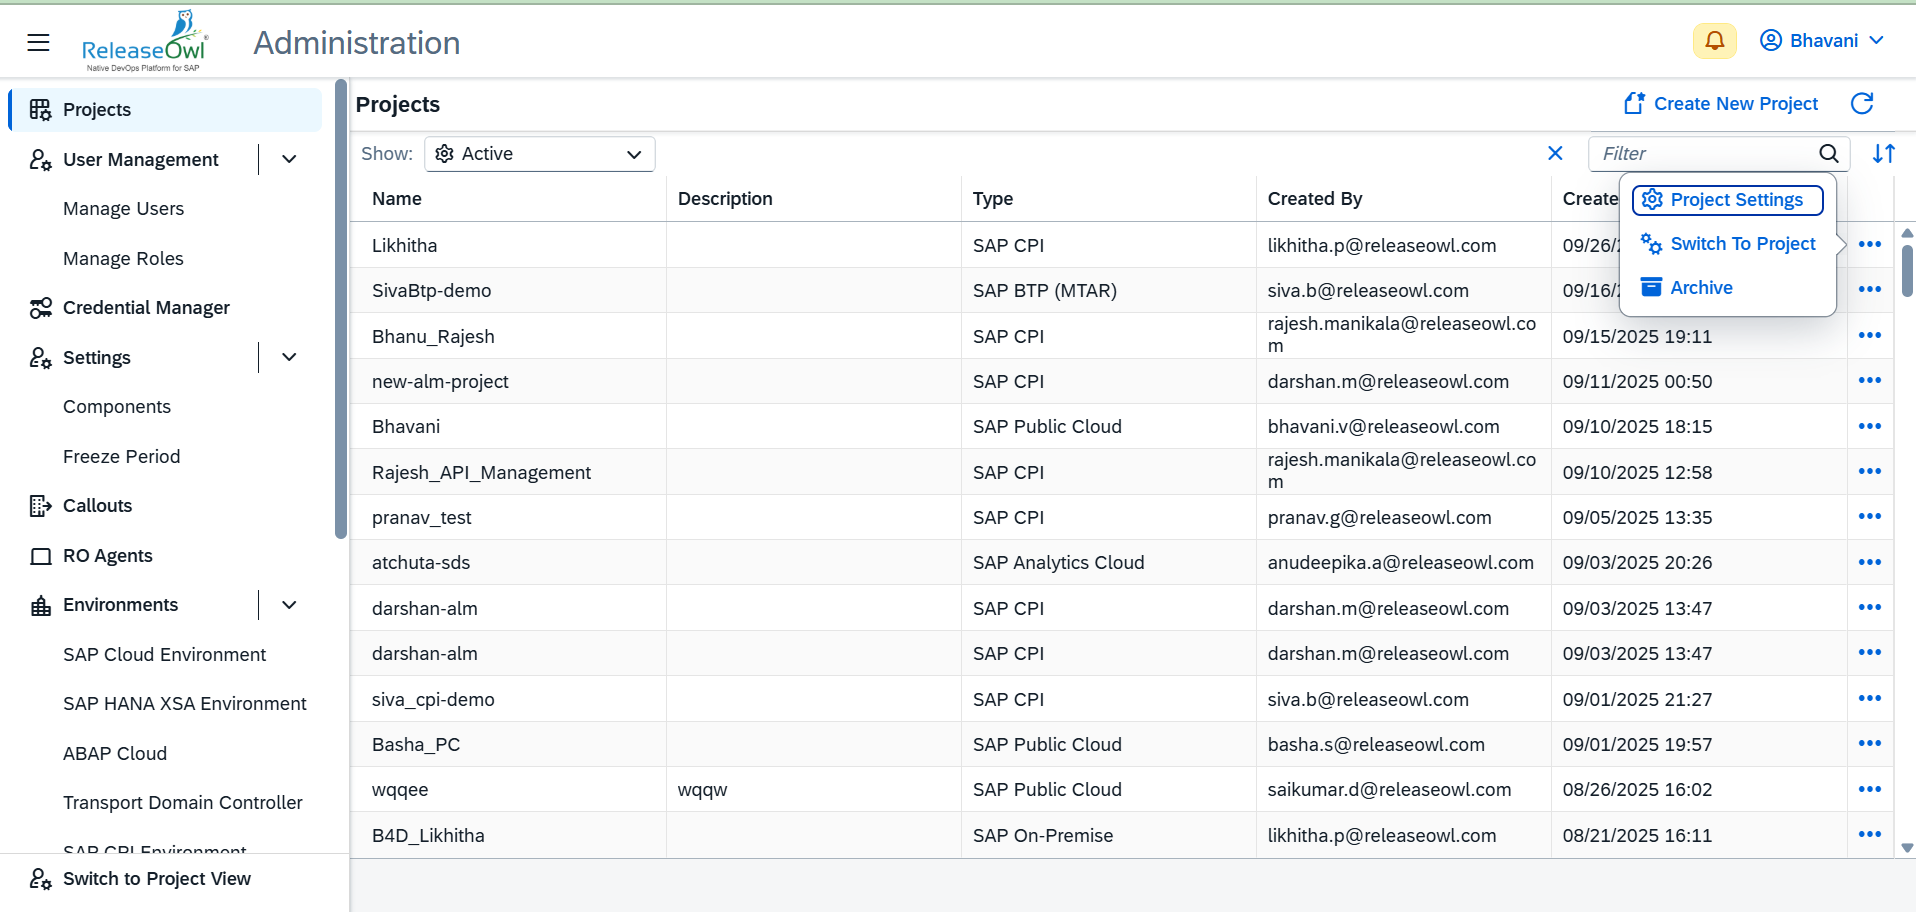 ReleaseOwl
Native DevOps Platform for SAP
Administration
Bhavani
Projects
User Management
Manage Users
Manage Roles
Credential Manager
Settings
Components
Freeze Period
Callouts
RO Agents
Environments
SAP Cloud Environment
SAP HANA XSA Environment
ABAP Cloud
Transport Domain Controller
SAP CPI Environment
Switch to Project View
Projects
Create New Project
Show: Active
Filter
Name Description Type Created By Create
Project Settings
Switch To Project
Archive
Likhitha SAP CPI likhitha.p@releaseowl.com 09/26/
SivaBtp-demo SAP BTP (MTAR) siva.b@releaseowl.com 09/16/
Bhanu_Rajesh SAP CPI rajesh.manikala@releaseowl.co
m 09/15/2025 19:11
new-alm-project SAP CPI darshan.m@releaseowl.com 09/11/2025 00:50
Bhavani SAP Public Cloud bhavani.v@releaseowl.com 09/10/2025 18:15
Rajesh_API_Management SAP CPI rajesh.manikala@releaseowl.co
m 09/10/2025 12:58
pranav_test SAP CPI pranav.g@releaseowl.com 09/05/2025 13:35
atchuta-sds SAP Analytics Cloud anudeepika.a@releaseowl.com 09/03/2025 20:26
darshan-alm SAP CPI darshan.m@releaseowl.com 09/03/2025 13:47
darshan-alm SAP CPI darshan.m@releaseowl.com 09/03/2025 13:47
siva_cpi-demo SAP CPI siva.b@releaseowl.com 09/01/2025 21:27
Basha_PC SAP Public Cloud basha.s@releaseowl.com 09/01/2025 19:57
wqqee wqqw SAP Public Cloud saikumar.d@releaseowl.com 08/26/2025 16:02
B4D_Likhitha SAP On-Premise likhitha.p@releaseowl.com 08/21/2025 16:11